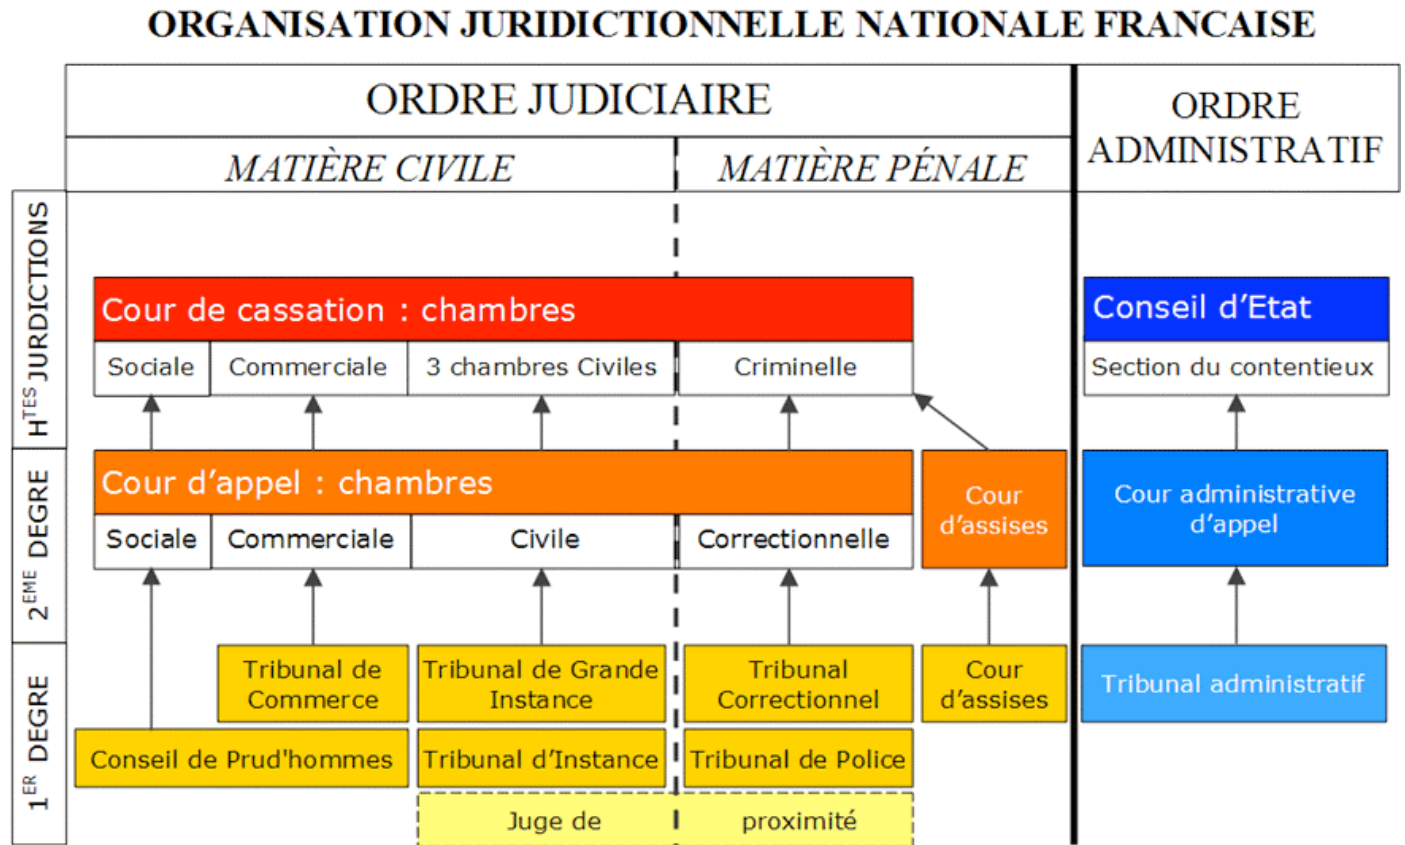 ORGANISATION JURIDICTIONNELLE NATIONALE FRANCAISE
ORDRE JUDICIAIRE
ORDRE
ADMINISTRATIF
MATIÈRE CIVILE
MATIÈRE PÉNALE
HTES JURDICTIONS
Cour de cassation : chambres
Sociale
Commerciale
3 chambres Civiles
Criminelle
Conseil d’Etat
Section du contentieux
2EME DEGRE
Cour d’appel : chambres
Sociale
Commerciale
Civile
Correctionnelle
Cour
d’assises
Cour administrative
d’appel
1ER DEGRE
Tribunal de
Commerce
Tribunal de Grande
Instance
Tribunal
Correctionnel
Cour
d’assises
Tribunal administratif
Conseil de Prud'hommes
Tribunal d’Instance
Tribunal de Police
Juge de proximité